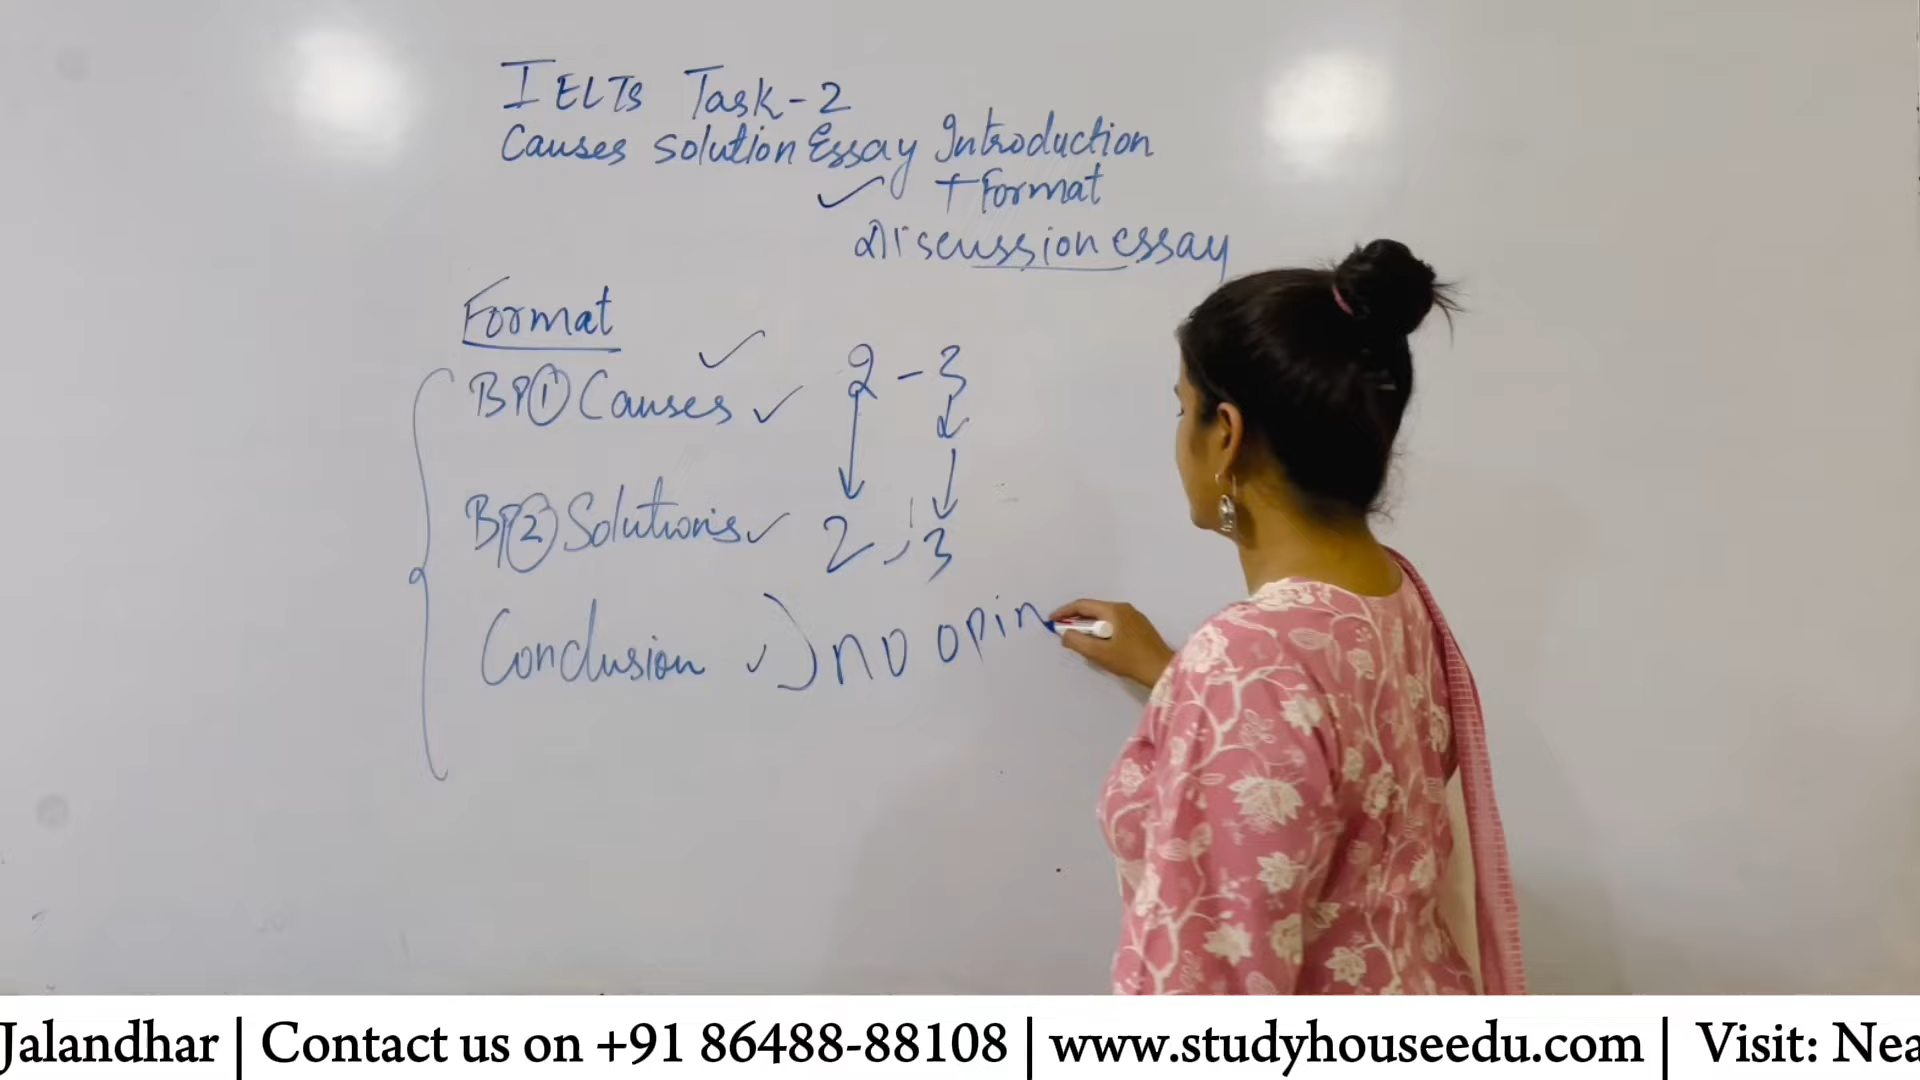 IELTS Task-2
Causes Solution Essay Introduction
+ Format
Discussion essay
Format
BP① Causes 2 - 3
2
BP② Solutions 2, 3
Conclusion ) no opin
Jalandhar | Contact us on +91 86488-88108 | www.studyhouseedu.com | Visit: Nea